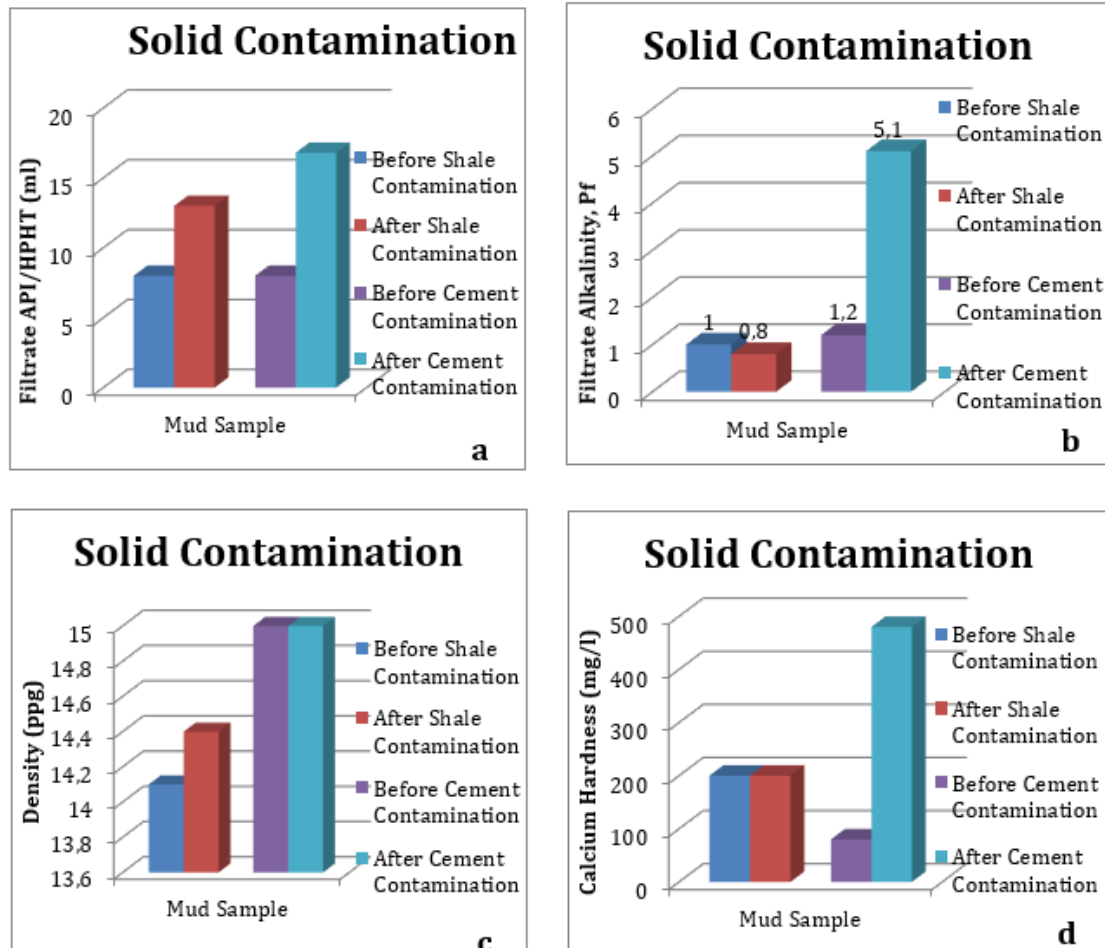 Solid Contamination
Filtrate API/HPHT (ml)
20
15
10
5
0
Before Shale
Contamination
After Shale
Contamination
Before Cement
Contamination
After Cement
Contamination
Mud Sample
a
Solid Contamination
Filtrate Alkalinity, Pf
6
5
4
3
2
1
0
1
0,8
1,2
5,1
Before Shale
Contamination
After Shale
Contamination
Before Cement
Contamination
After Cement
Contamination
Mud Sample
b
Solid Contamination
Density (ppg)
15
14,8
14,6
14,4
14,2
14
13,8
13,6
Before Shale
Contamination
After Shale
Contamination
Before Cement
Contamination
After Cement
Contamination
Mud Sample
c
Solid Contamination
Calcium Hardness (mg/l)
500
400
300
200
100
0
Before Shale
Contamination
After Shale
Contamination
Before Cement
Contamination
After Cement
Contamination
Mud Sample
d